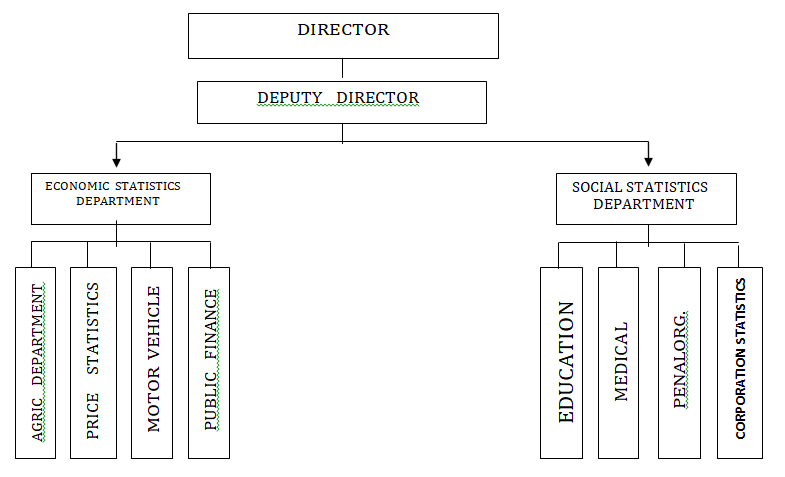 DIRECTOR
DEPUTY DIRECTOR
ECONOMIC STATISTICS
DEPARTMENT
SOCIAL STATISTICS
DEPARTMENT
AGRIC DEPARTMENT
PRICE STATISTICS
MOTOR VEHICLE
PUBLIC FINANCE
EDUCATION
MEDICAL
PENALORG.
CORPORATION STATISTICS